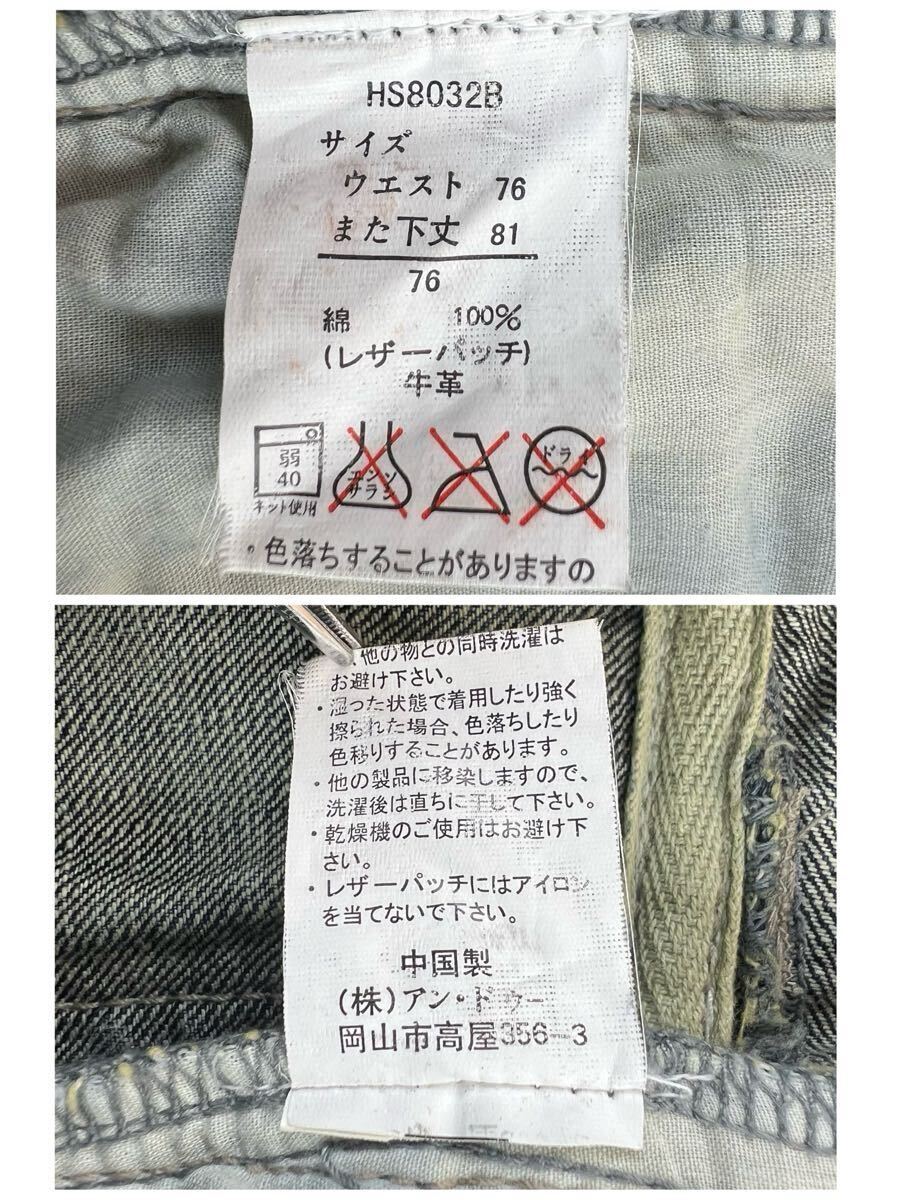 HS8032B
サイズ
ウエスト 76
また下丈 81
76
綿 100%
(レザーパッチ)
牛革
弱
40
ネット使用
エンソ
サラシ
ドライ
・色落ちすることがありますの
他の物との同時洗濯は
お避け下さい。
・湿った状態で着用したり強く
擦られた場合、色落ちしたり
色移りすることがあります。
・他の製品に移染しますので、
洗濯後は直ちに干して下さい。
・乾燥機のご使用はお避け下
さい。
・レザーパッチにはアイロン
を当てないで下さい。
中国製
(株)アン・ドゥー
岡山市高屋356-3